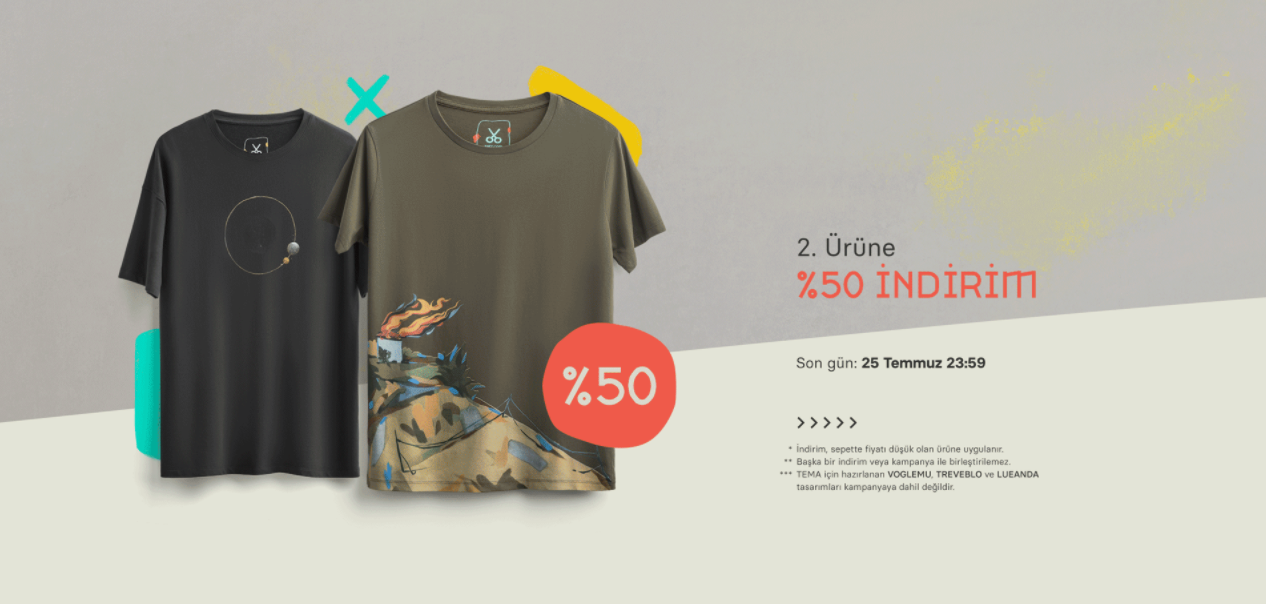 %50
2. Ürüne
%50 İNDİRİM
Son gün: 25 Temmuz 23:59
>>>>>
* İndirim, sepette fiyatı düşük olan ürüne uygulanır.
** Başka bir indirim veya kampanya ile birleştirilemez.
*** TEMA için hazırlanan VOGLEMU, TREVEBLO ve LUEANDA
tasarımları kampanyaya dahil değildir.